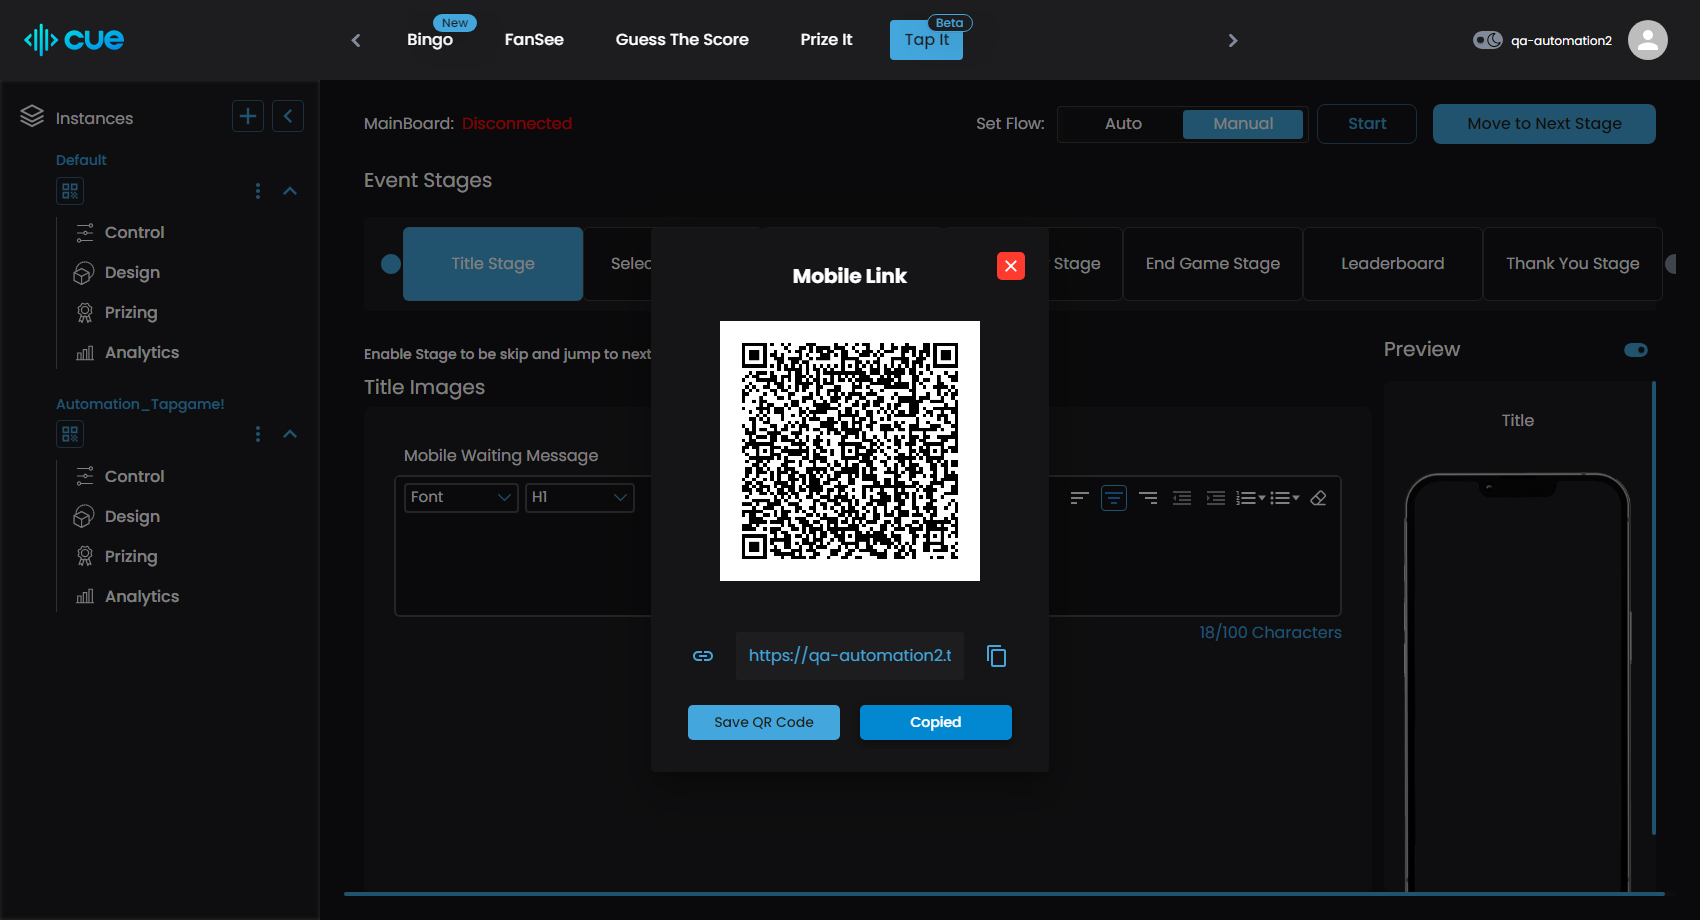 cue
Bingo
New
FanSee
Guess The Score
Prize It
Tap It
Beta
qa-automation2
Instances
Default
Control
Design
Prizing
Analytics
Automation_Tapgame!
Control
Design
Prizing
Analytics
MainBoard: Disconnected
Set Flow:
Auto
Manual
Start
Move to Next Stage
Event Stages
Title Stage
Selec
Stage
End Game Stage
Leaderboard
Thank You Stage
Enable Stage to be skip and jump to next
Title Images
Mobile Waiting Message
Font
H1
18/100 Characters
Preview
Title
Mobile Link
https://qa-automation2.t
Save QR Code
Copied